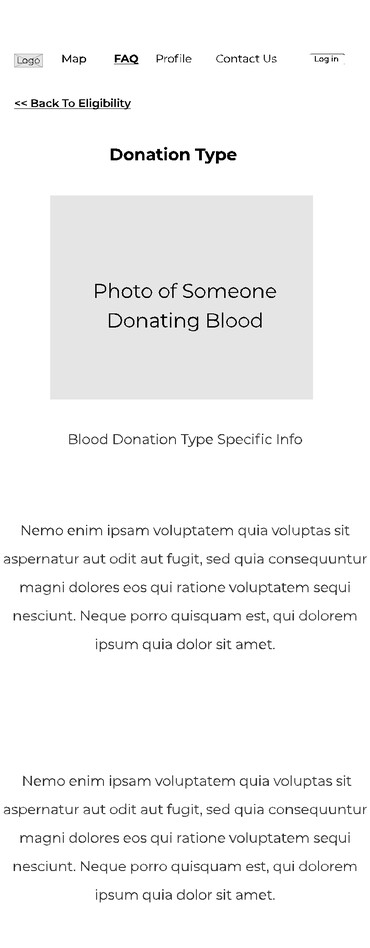 Logo Map FAQ Profile Contact Us Log in
<< Back To Eligibility
Donation Type
Photo of Someone
Donating Blood
Blood Donation Type Specific Info
Nemo enim ipsam voluptatem quia voluptas sit
aspernatur aut odit aut fugit, sed quia consequuntur
magni dolores eos qui ratione voluptatem sequi
nesciunt. Neque porro quisquam est, qui dolorem
ipsum quia dolor sit amet.
Nemo enim ipsam voluptatem quia voluptas sit
aspernatur aut odit aut fugit, sed quia consequuntur
magni dolores eos qui ratione voluptatem sequi
nesciunt. Neque porro quisquam est, qui dolorem
ipsum quia dolor sit amet.